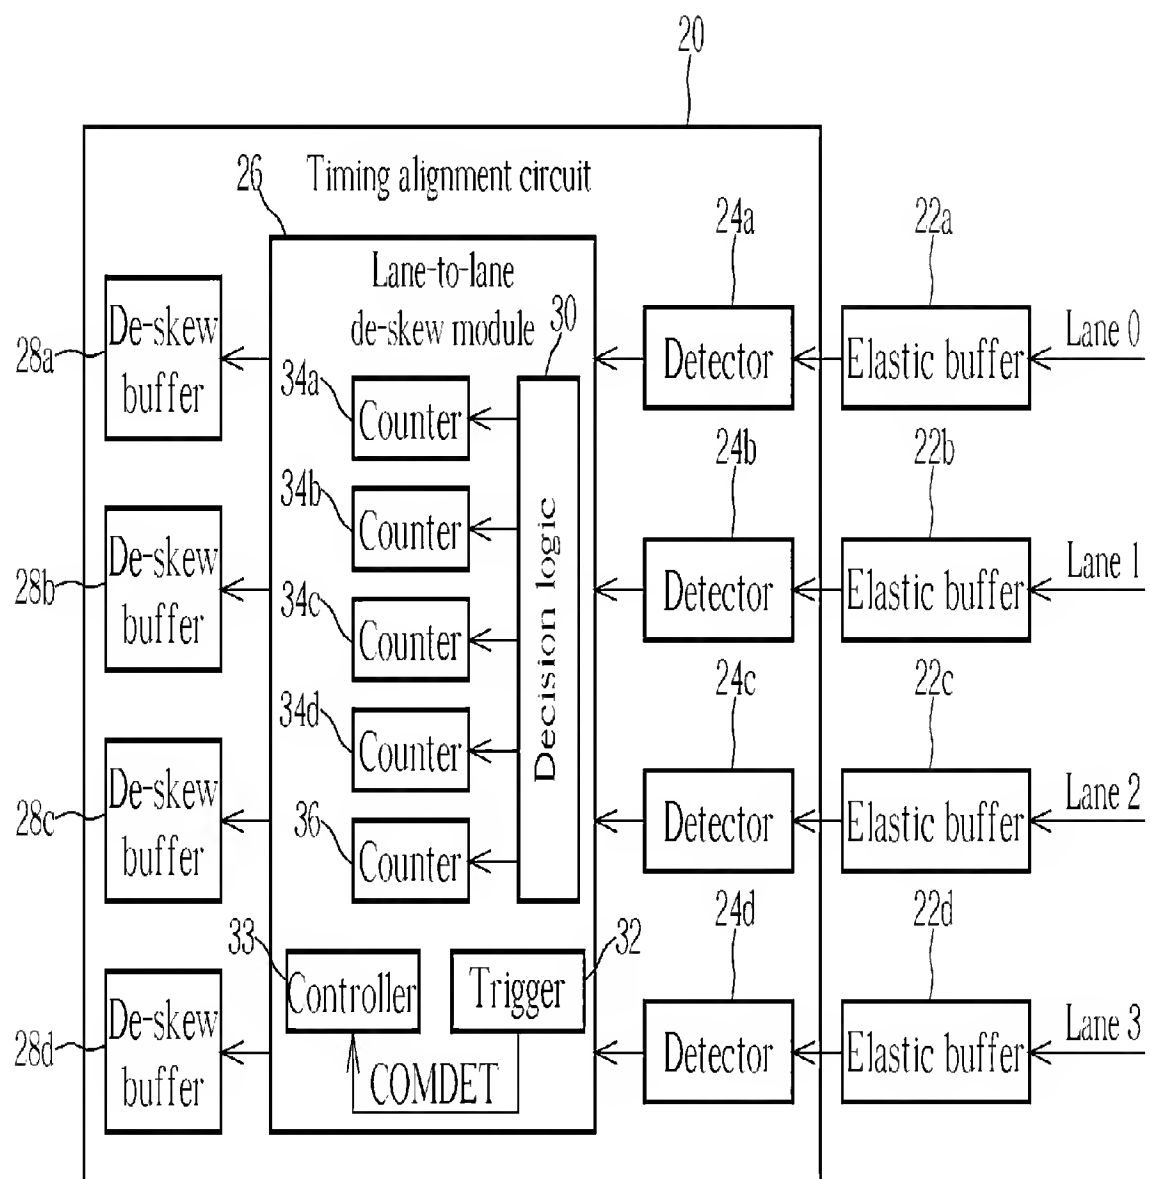 20
Timing alignment circuit
26
24a
22a
Lane-to-lane
de-skew module
30
De-skew
buffer
28a
Detector
Elastic buffer
Lane 0
34a
Counter
24b
22b
34b
Counter
De-skew
buffer
28b
Decision logic
Detector
Elastic buffer
Lane 1
34c
Counter
24c
22c
34d
Counter
De-skew
buffer
28c
Detector
Elastic buffer
Lane 2
36
Counter
24d
22d
33
Controller
32
Trigger
COMDET
De-skew
buffer
28d
Detector
Elastic buffer
Lane 3